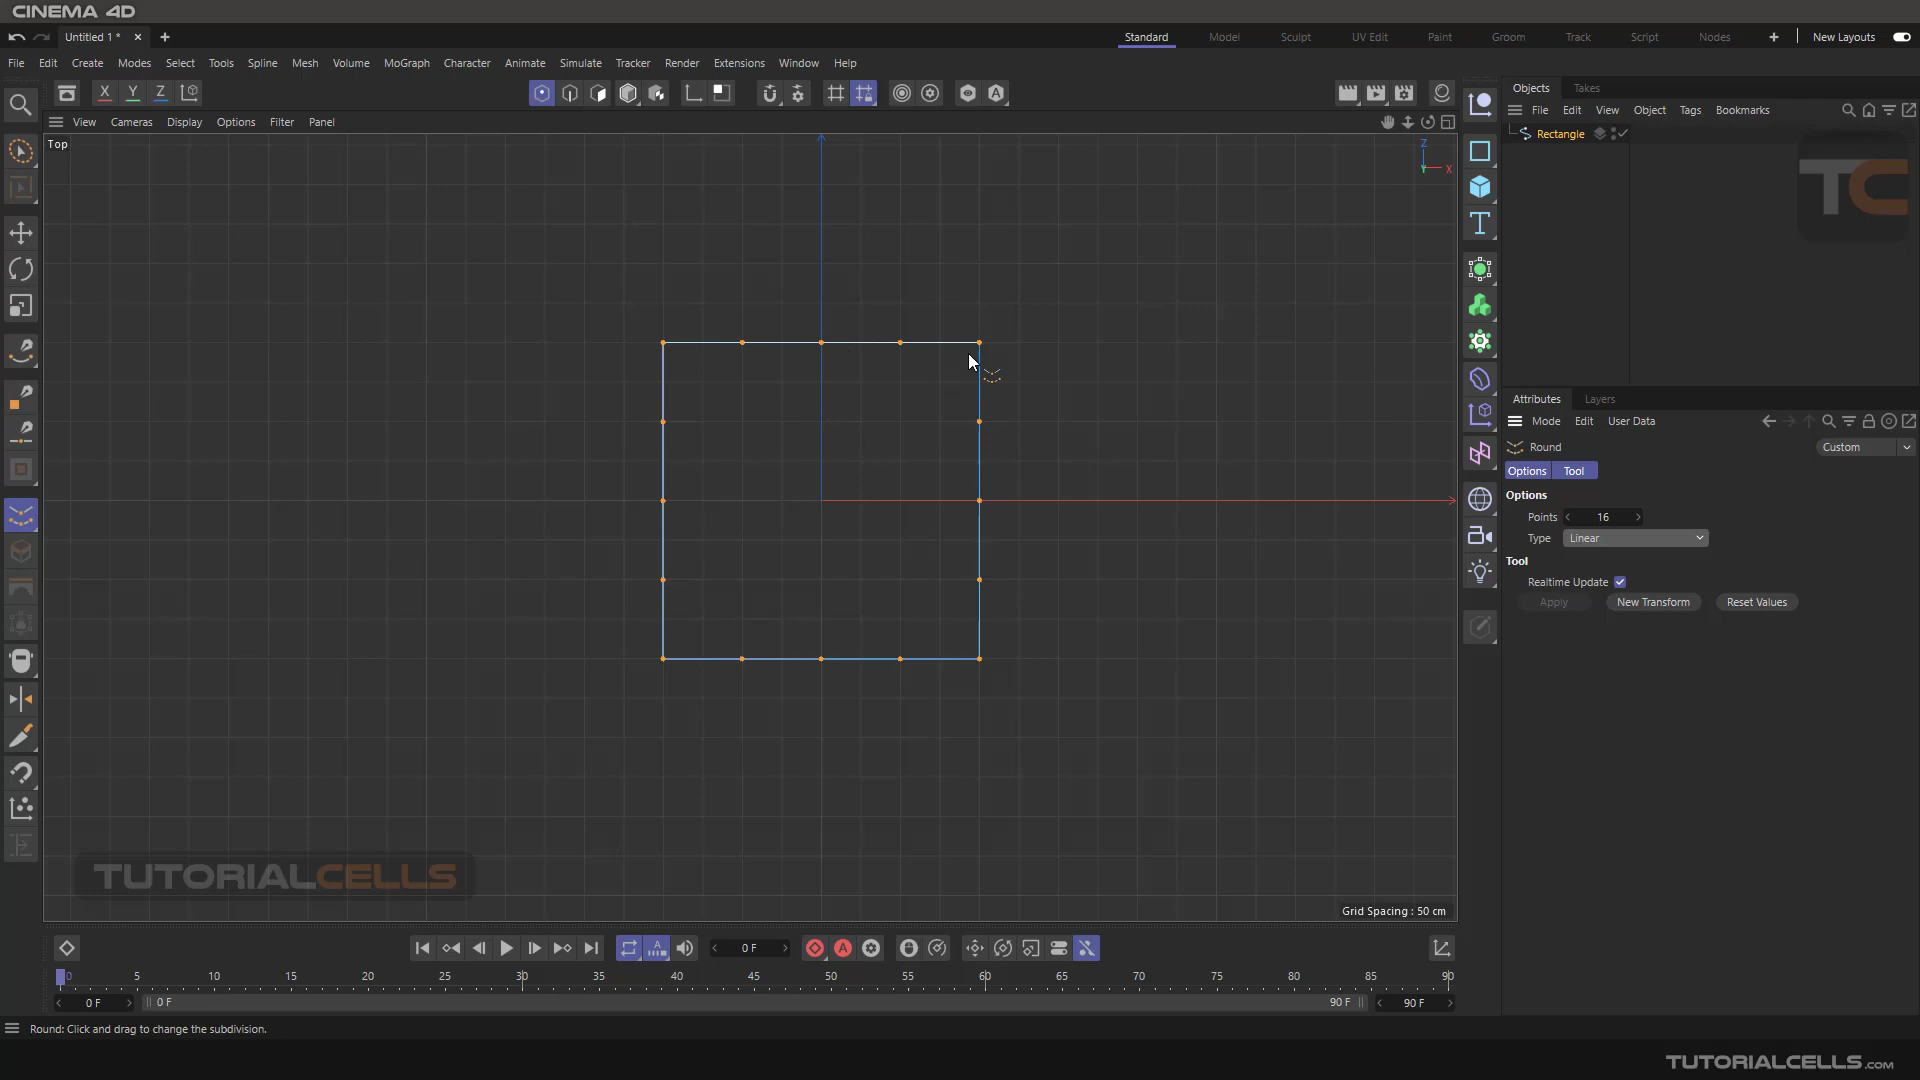 CINEMA 4D
Untitled 1 *
Standard Model Sculpt UV Edit Paint Groom Track Script Nodes New Layouts
File Edit Create Modes Select Tools Spline Mesh Volume MoGraph Character Animate Simulate Tracker Render Extensions Window Help
X Y Z
Objects Takes
File Edit View Object Tags Bookmarks
View Cameras Display Options Filter Panel
Rectangle
Top
Z
Y X
TC
Attributes Layers
Mode Edit User Data
Round Custom
Options Tool
Options
Points 16
Type Linear
Tool
Realtime Update
Apply New Transform Reset Values
TUTORIALCELLS
Grid Spacing : 50 cm
0 F
0 5 10 15 20 25 30 35 40 45 50 55 60 65 70 75 80 85 90
0 F 0 F 90 F 90 F
Round: Click and drag to change the subdivision.
TUTORIALCELLS.COM